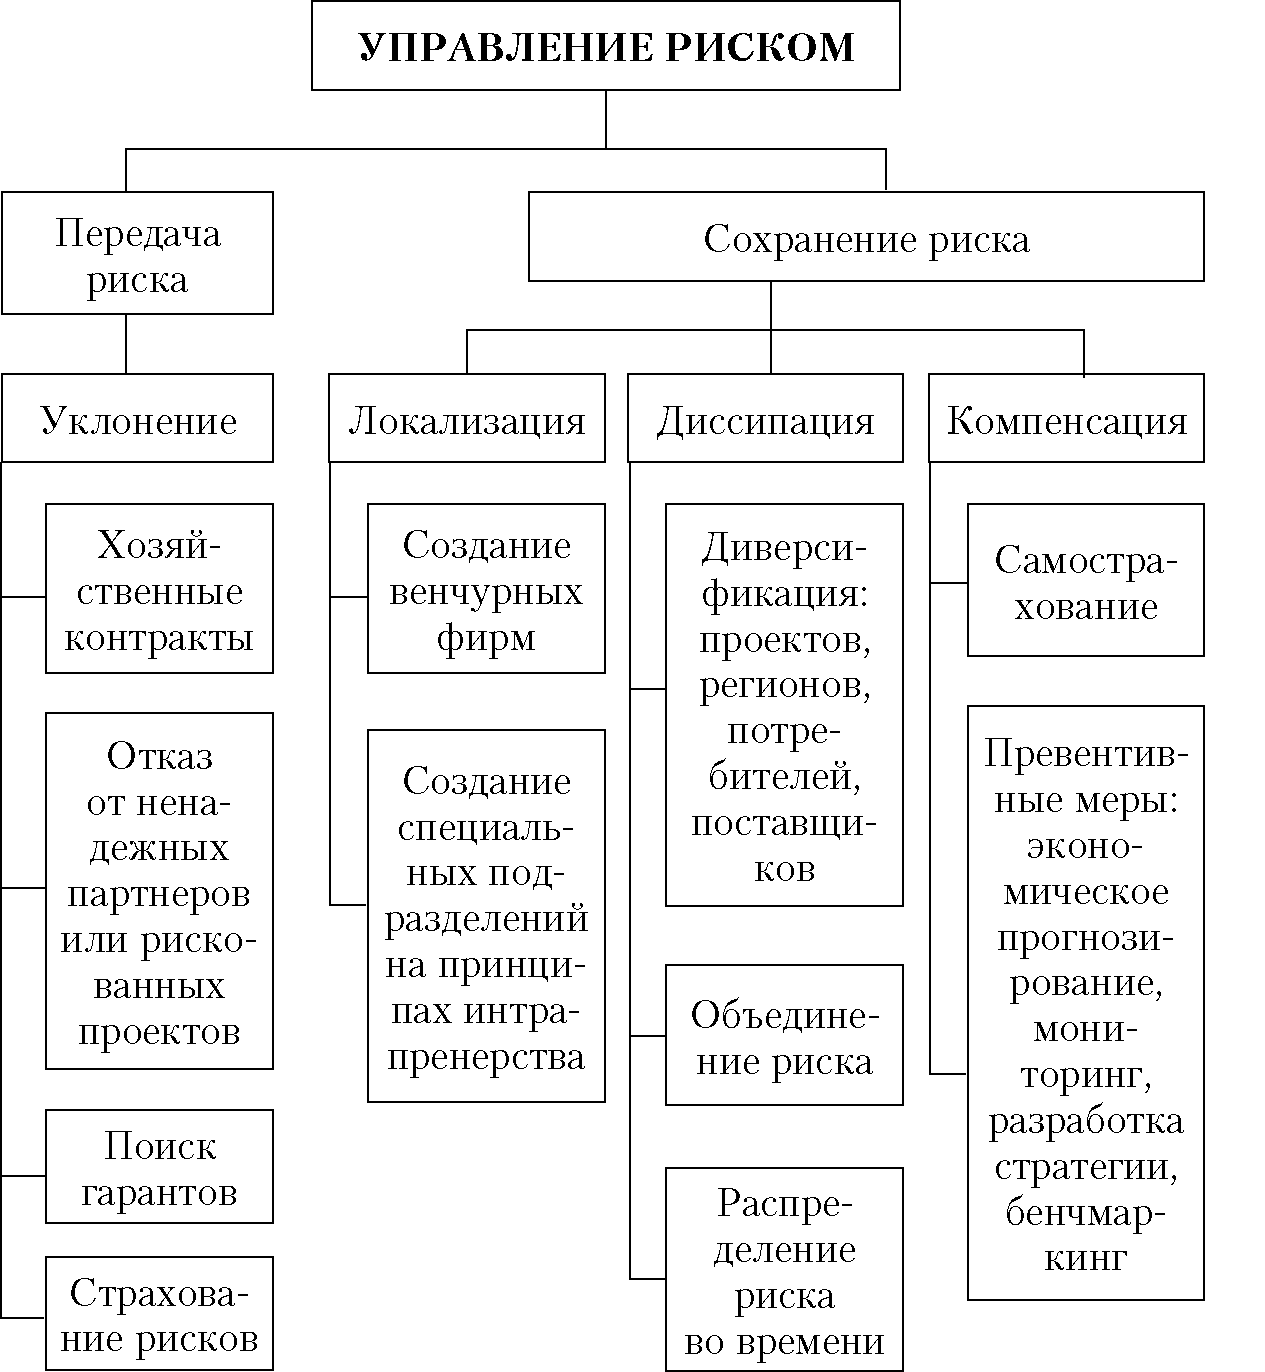 УПРАВЛЕНИЕ РИСКОМ
Передача
риска
Сохранение риска
Уклонение
Локализация
Диссипация
Компенсация
Хозяй-
ственные
контракты
Отказ
от нена-
дежных
партнеров
или риско-
ванных
проектов
Поиск
гарантов
Страхова-
ние рисков
Создание
венчурных
фирм
Создание
специаль-
ных под-
разделений
на принци-
пах интра-
пренерства
Диверси-
фикация:
проектов,
регионов,
потре-
бителей,
поставщи-
ков
Объедине-
ние риска
Распре-
деление
риска
во времени
Самостра-
хование
Превентив-
ные меры:
эконо-
мическое
прогнози-
рование,
мони-
торинг,
разработка
стратегии,
бенчмар-
кинг